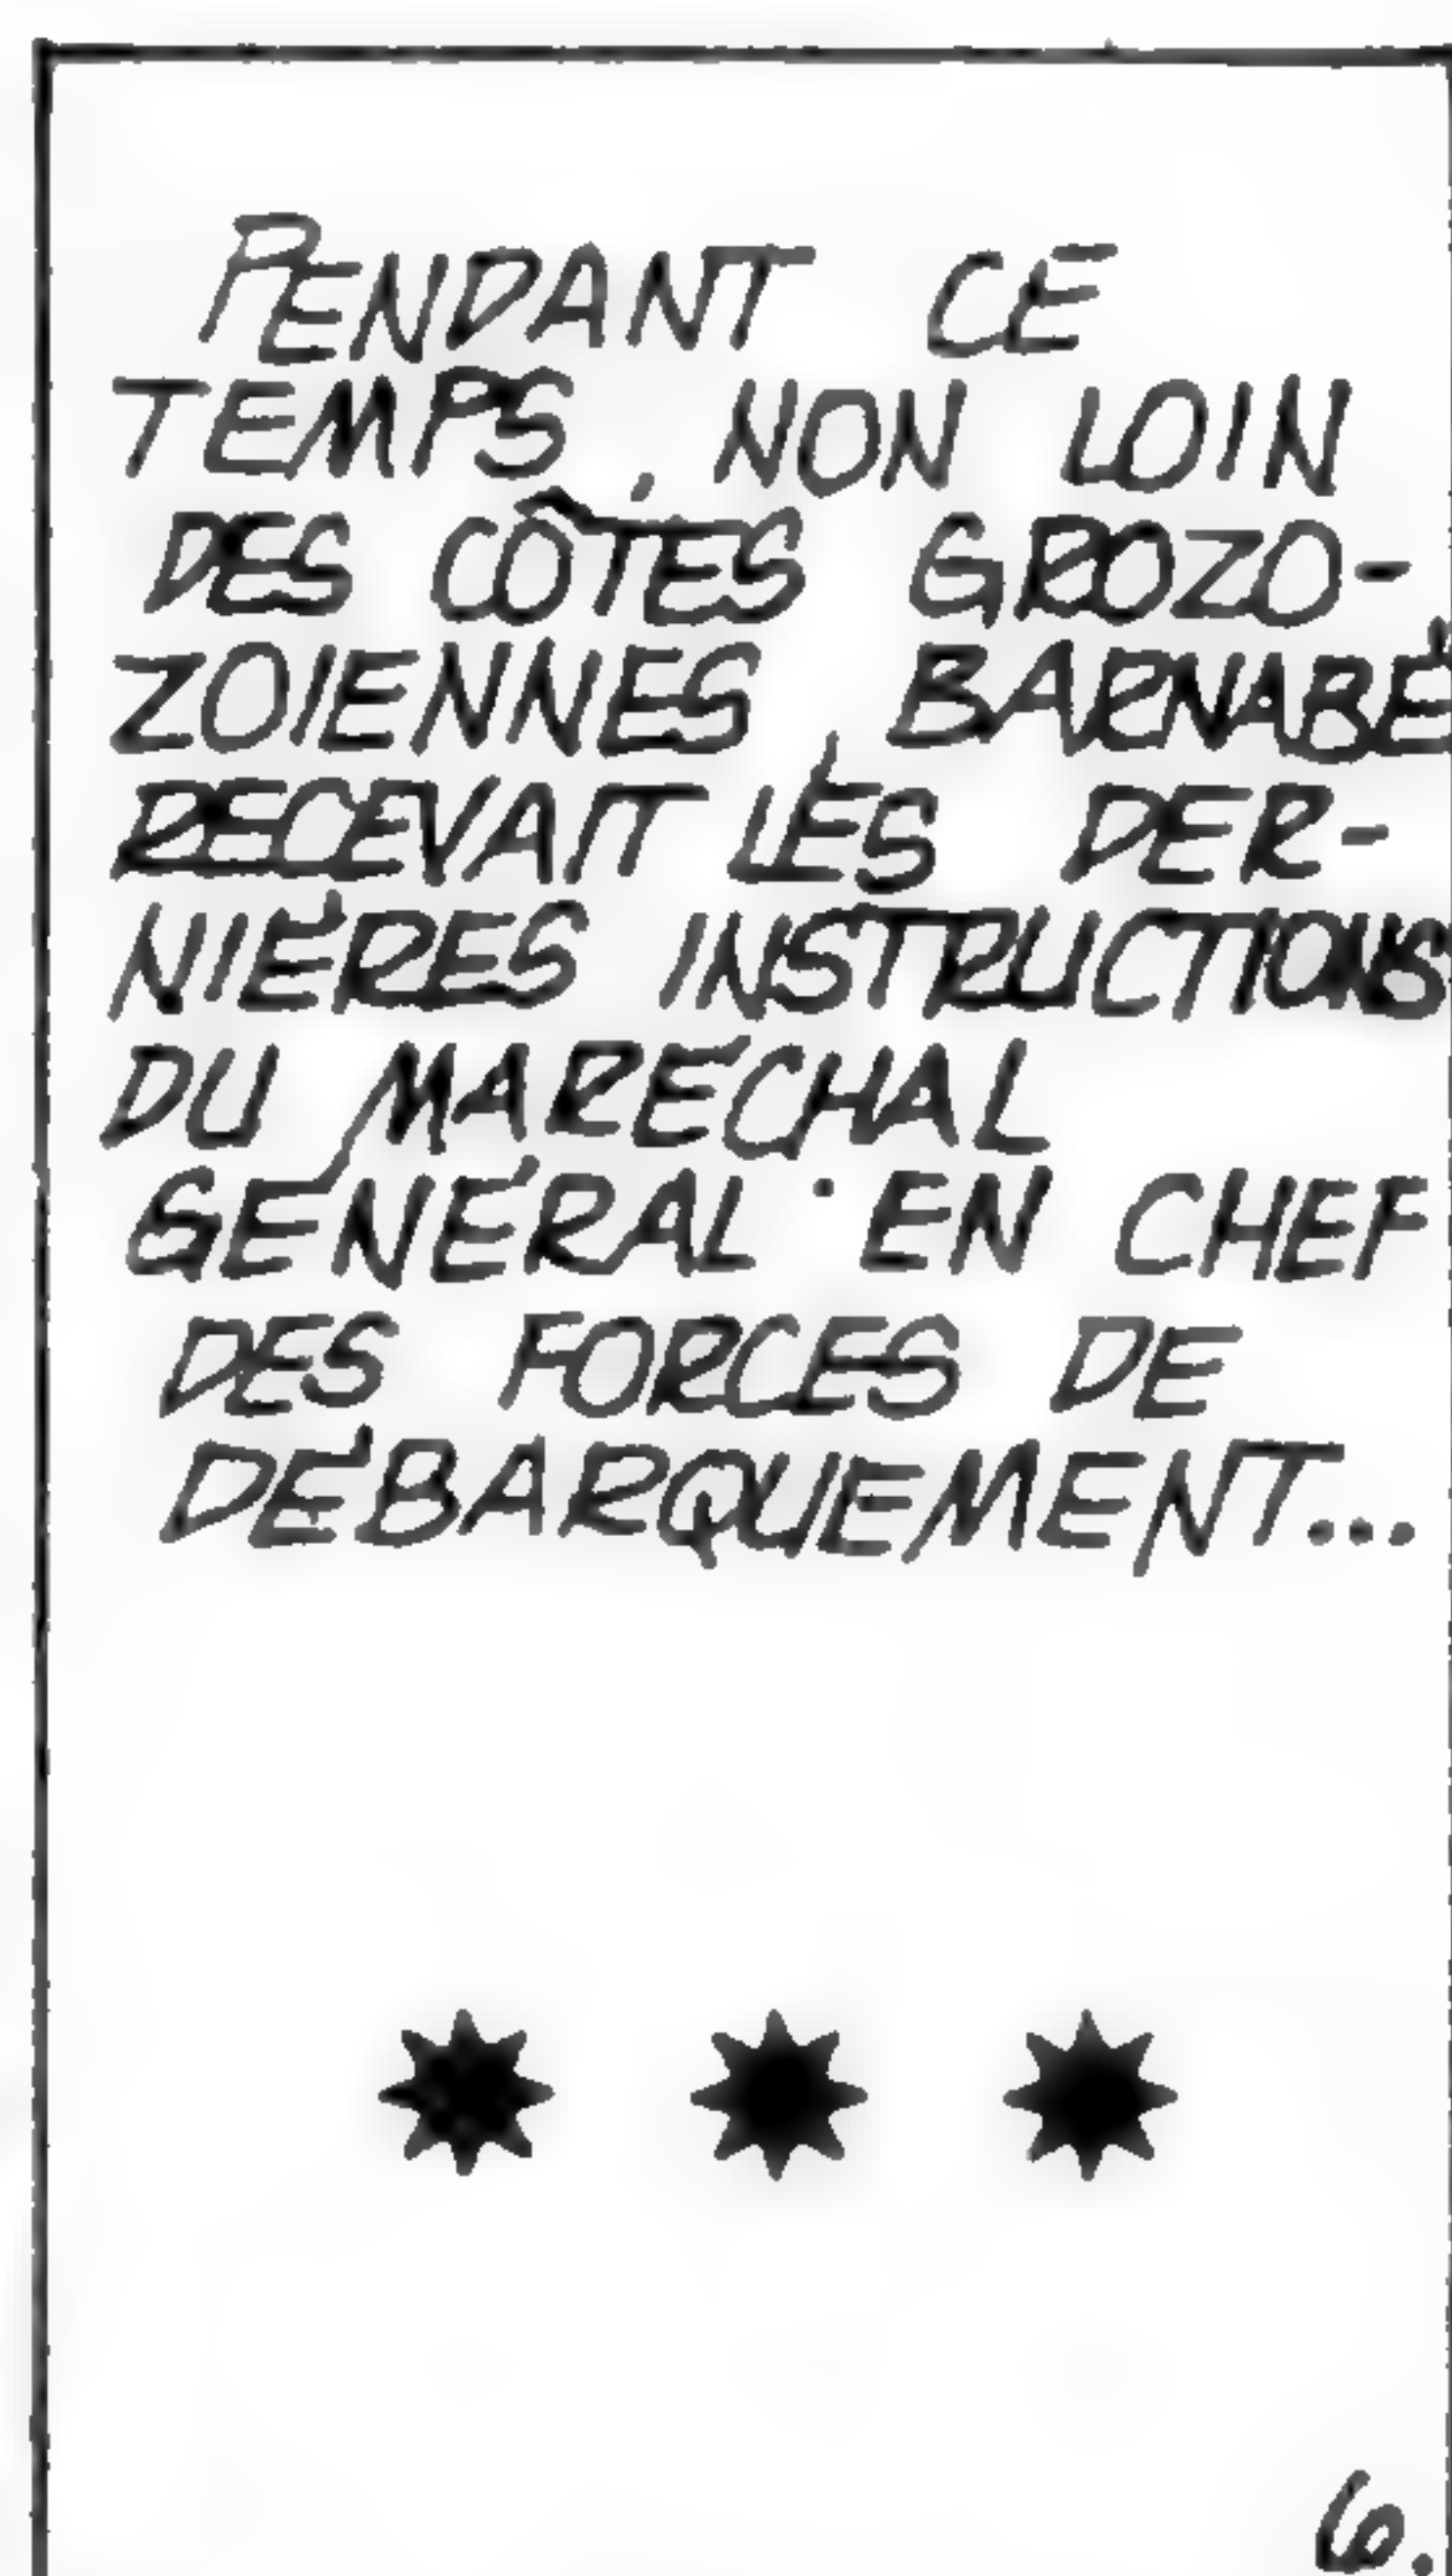 PENDANT CE
TEMPS, NON LOIN
DES CÔTES GROZO-
ZOIENNES, BARNABÉ
RECEVAIT LES DER-
NIÈRES INSTRUCTIONS
DU MARÉCHAL
GÉNÉRAL EN CHEF
DES FORCES DE
DÉBARQUEMENT...
6.